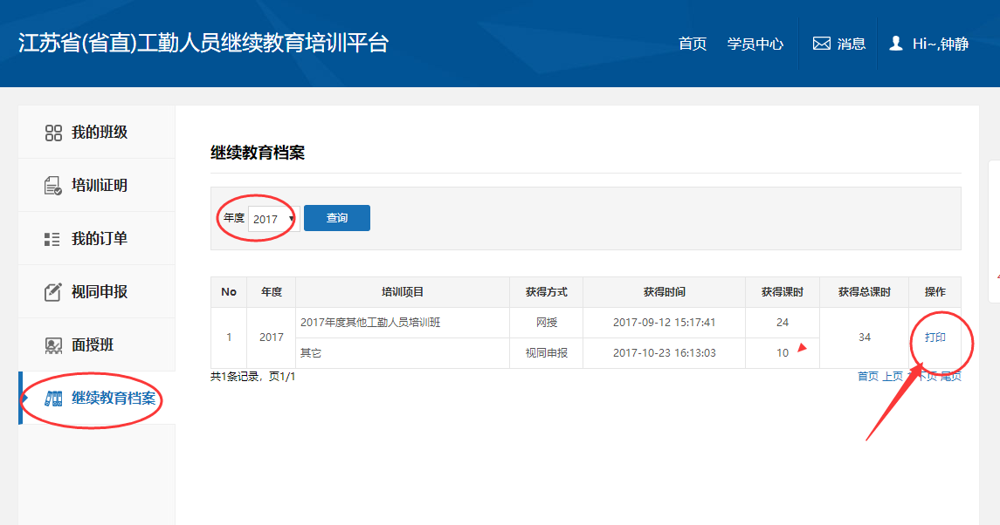 江苏省(省直)工勤人员继续教育培训平台
首页 学员中心 消息 Hi~,钟静
我的班级
培训证明
我的订单
视同申报
面授班
继续教育档案
继续教育档案
年度 2017 查询
No 年度 培训项目 获得方式 获得时间 获得课时 获得总课时 操作
1 2017 2017年度其他工勤人员培训班 网授 2017-09-12 15:17:41 24 34 打印
其它 视同申报 2017-10-23 16:13:03 10
共1条记录，页1/1
首页 上页 下页 尾页